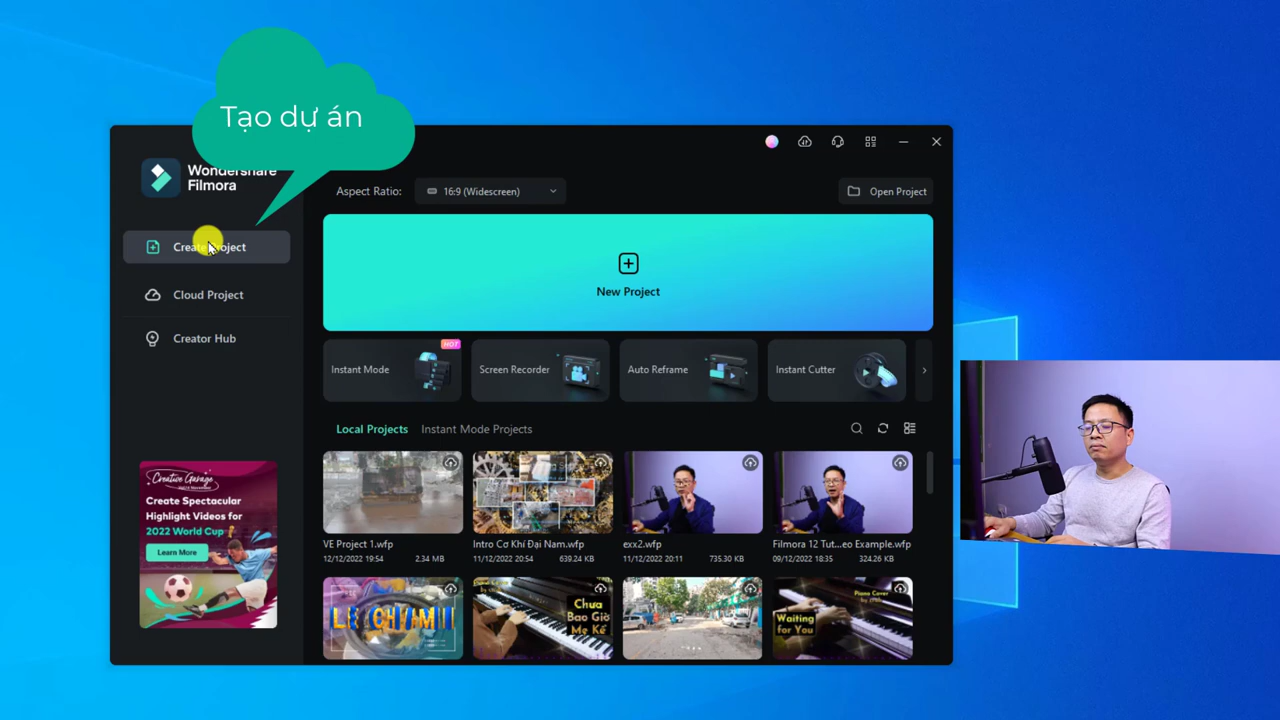 Tạo dự án
Wondershare
Filmora
Create Project
Cloud Project
Creator Hub
Creative Garage
Create Spectacular
Highlight Videos for
2022 World Cup
Learn More
Aspect Ratio:
16:9 (Widescreen)
Open Project
New Project
HOT
Instant Mode
Screen Recorder
Auto Reframe
Instant Cutter
Local Projects
Instant Mode Projects
VE Project 1.wfp
12/12/2022 19:54
2.34 MB
Intro Cơ Khí Đại Nam.wfp
11/12/2022 20:54
639.24 KB
exx2.wfp
11/12/2022 20:11
735.30 KB
Filmora 12 Tut...eo Example.wfp
09/12/2022 18:35
324.26 KB
by
Chưa
Bao Giờ
Mẹ Kể
Piano Cover
Waiting
for You